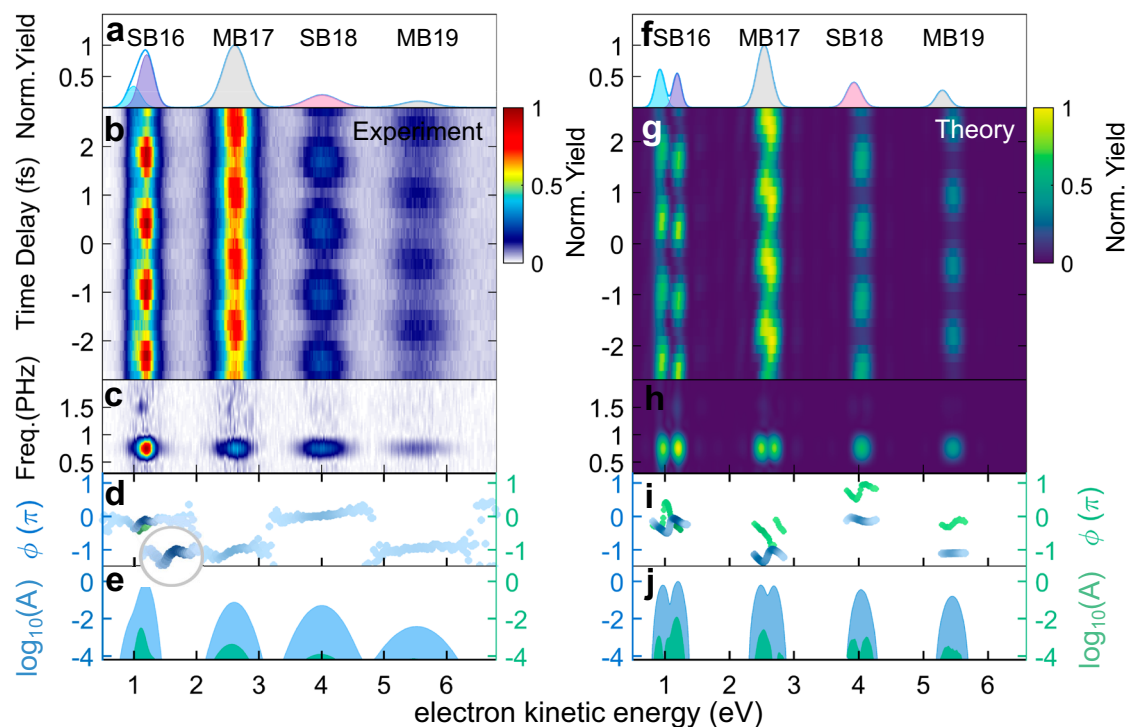 a SB16 MB17 SB18 MB19
f SB16 MB17 SB18 MB19
1
0.5
Norm.Yield
1
0.5
b Experiment
g Theory
2
1
0
-1
-2
Time Delay (fs)
1
0.5
0
Norm. Yield
2
1
0
-1
-2
1
0.5
0
Norm. Yield
c
h
1.5
1
0.5
Freq.(PHz)
1.5
1
0.5
d
i
1
0
-1
ϕ (π)
1
0
-1
1
0
-1
1
0
-1
ϕ (π)
e
j
0
-2
-4
log10(A)
0
-2
-4
0
-2
-4
0
-2
-4
log10(A)
1 2 3 4 5 6
1 2 3 4 5 6
electron kinetic energy (eV)